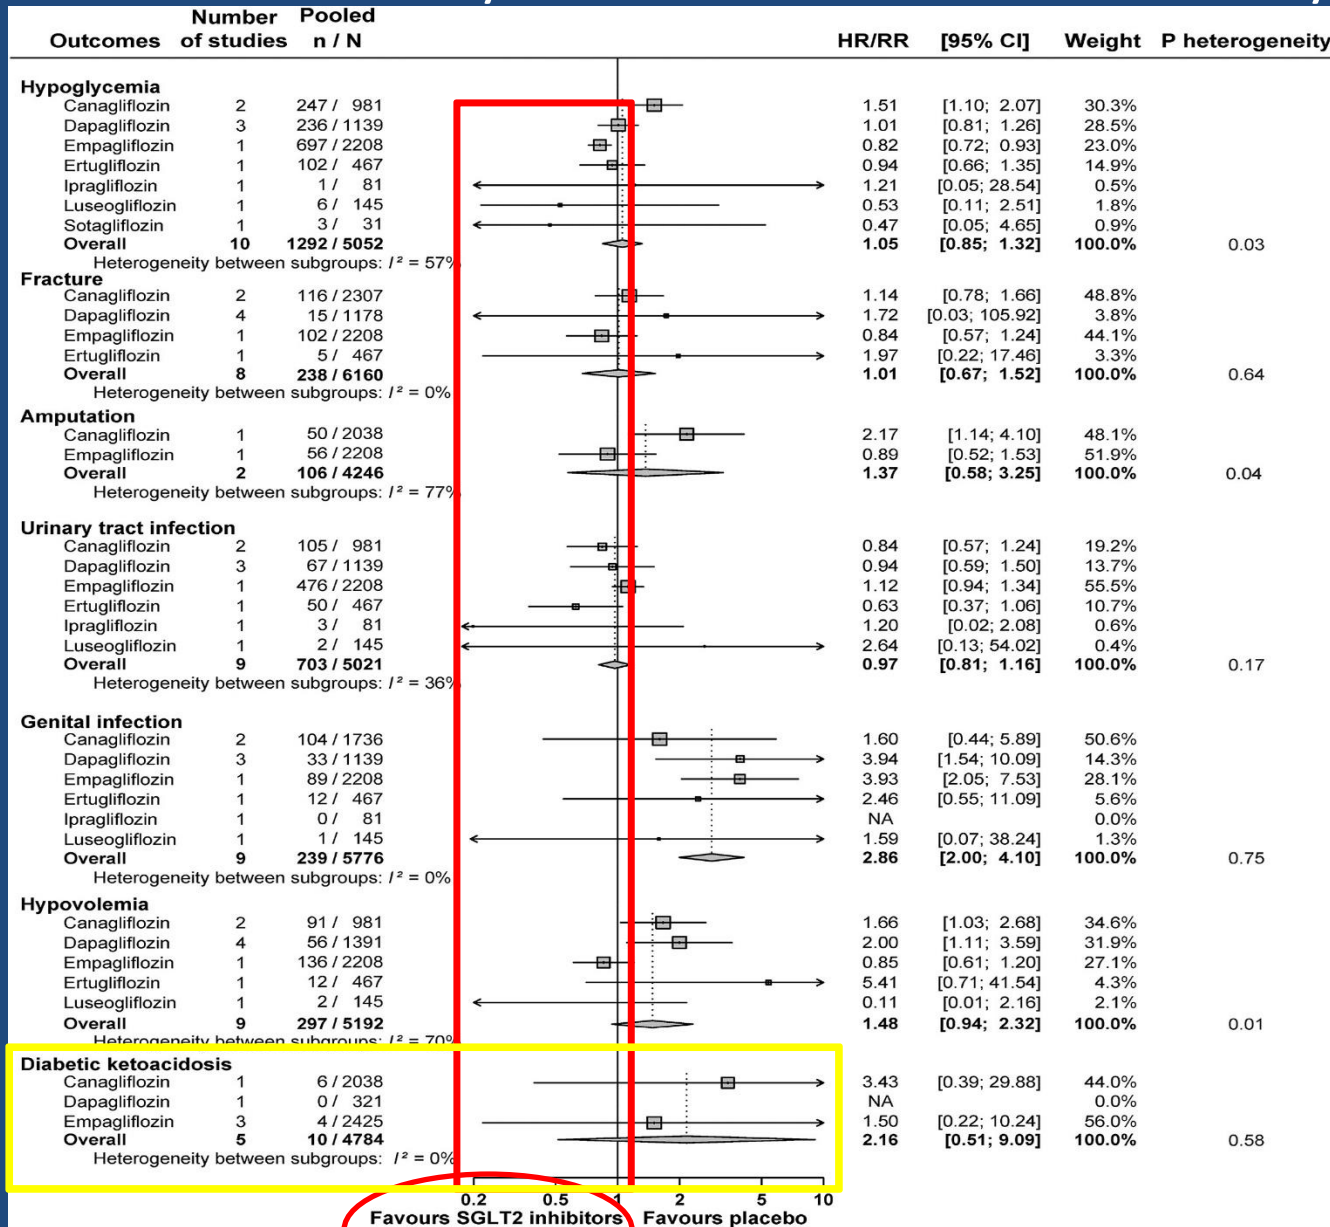 Number Pooled
Outcomes of studies n / N HR/RR [95% CI] Weight P heterogeneity
Hypoglycemia
Canagliflozin 2 247 / 981 1.51 [1.10; 2.07] 30.3%
Dapagliflozin 3 236 / 1139 1.01 [0.81; 1.26] 28.5%
Empagliflozin 1 697 / 2208 0.82 [0.72; 0.93] 23.0%
Ertugliflozin 1 102 / 467 0.94 [0.66; 1.35] 14.9%
Ipragliflozin 1 1 / 81 1.21 [0.05; 28.54] 0.5%
Luseogliflozin 1 6 / 145 0.53 [0.11; 2.51] 1.8%
Sotagliflozin 1 3 / 31 0.47 [0.05; 4.65] 0.9%
Overall 10 1292 / 5052 1.05 [0.85; 1.32] 100.0% 0.03
Heterogeneity between subgroups: I² = 57%
Fracture
Canagliflozin 2 116 / 2307 1.14 [0.78; 1.66] 48.8%
Dapagliflozin 4 15 / 1178 1.72 [0.03; 105.92] 3.8%
Empagliflozin 1 102 / 2208 0.84 [0.57; 1.24] 44.1%
Ertugliflozin 1 5 / 467 1.97 [0.22; 17.46] 3.3%
Overall 8 238 / 6160 1.01 [0.67; 1.52] 100.0% 0.64
Heterogeneity between subgroups: I² = 0%
Amputation
Canagliflozin 1 50 / 2038 2.17 [1.14; 4.10] 48.1%
Empagliflozin 1 56 / 2208 0.89 [0.52; 1.53] 51.9%
Overall 2 106 / 4246 1.37 [0.58; 3.25] 100.0% 0.04
Heterogeneity between subgroups: I² = 77%
Urinary tract infection
Canagliflozin 2 105 / 981 0.84 [0.57; 1.24] 19.2%
Dapagliflozin 3 67 / 1139 0.94 [0.59; 1.50] 13.7%
Empagliflozin 1 476 / 2208 1.12 [0.94; 1.34] 55.5%
Ertugliflozin 1 50 / 467 0.63 [0.37; 1.06] 10.7%
Ipragliflozin 1 3 / 81 1.20 [0.02; 2.08] 0.6%
Luseogliflozin 1 2 / 145 2.64 [0.13; 54.02] 0.4%
Overall 9 703 / 5021 0.97 [0.81; 1.16] 100.0% 0.17
Heterogeneity between subgroups: I² = 36%
Genital infection
Canagliflozin 2 104 / 1736 1.60 [0.44; 5.89] 50.6%
Dapagliflozin 3 33 / 1139 3.94 [1.54; 10.09] 14.3%
Empagliflozin 1 89 / 2208 3.93 [2.05; 7.53] 28.1%
Ertugliflozin 1 12 / 467 2.46 [0.55; 11.09] 5.6%
Ipragliflozin 1 0 / 81 NA 0.0%
Luseogliflozin 1 1 / 145 1.59 [0.07; 38.24] 1.3%
Overall 9 239 / 5776 2.86 [2.00; 4.10] 100.0% 0.75
Heterogeneity between subgroups: I² = 0%
Hypovolemia
Canagliflozin 2 91 / 981 1.66 [1.03; 2.68] 34.6%
Dapagliflozin 4 56 / 1391 2.00 [1.11; 3.59] 31.9%
Empagliflozin 1 136 / 2208 0.85 [0.61; 1.20] 27.1%
Ertugliflozin 1 12 / 467 5.41 [0.71; 41.54] 4.3%
Luseogliflozin 1 2 / 145 0.11 [0.01; 2.16] 2.1%
Overall 9 297 / 5192 1.48 [0.94; 2.32] 100.0% 0.01
Heterogeneity between subgroups: I² = 70%
Diabetic ketoacidosis
Canagliflozin 1 6 / 2038 3.43 [0.39; 29.88] 44.0%
Dapagliflozin 1 0 / 321 NA 0.0%
Empagliflozin 3 4 / 2425 1.50 [0.22; 10.24] 56.0%
Overall 5 10 / 4784 2.16 [0.51; 9.09] 100.0% 0.58
Heterogeneity between subgroups: I² = 0%
0.2 0.5 1 2 5 10
Favours SGLT2 inhibitors Favours placebo